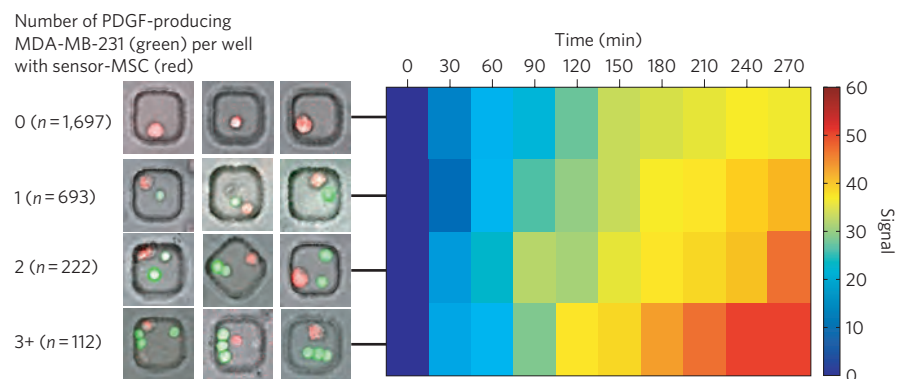 Number of PDGF-producing
MDA-MB-231 (green) per well
with sensor-MSC (red)
Time (min)
0 30 60 90 120 150 180 210 240 270
0 (n=1,697)
1 (n=693)
2 (n=222)
3+ (n=112)
60
50
40
30
20
10
0
Signal